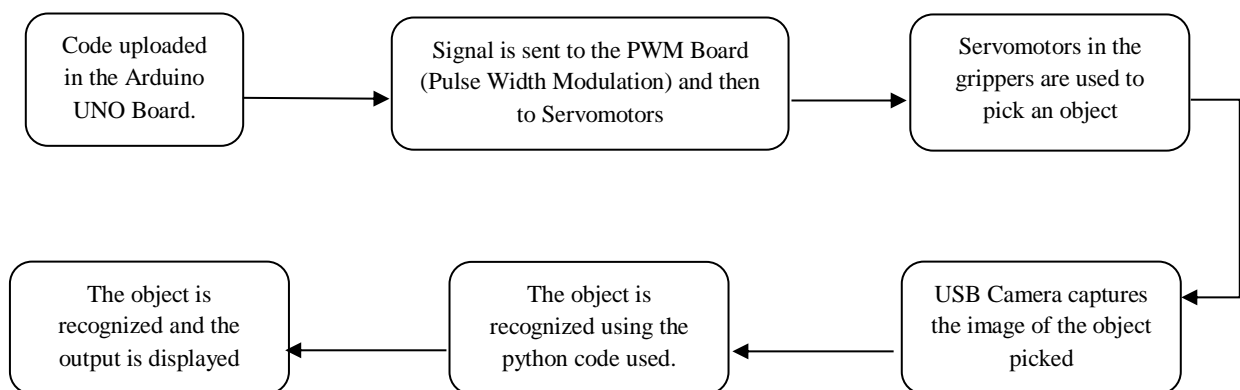 Code uploaded
in the Arduino
UNO Board.
Signal is sent to the PWM Board
(Pulse Width Modulation) and then
to Servomotors
Servomotors in the
grippers are used to
pick an object
USB Camera captures
the image of the object
picked
The object is
recognized using the
python code used.
The object is
recognized and the
output is displayed